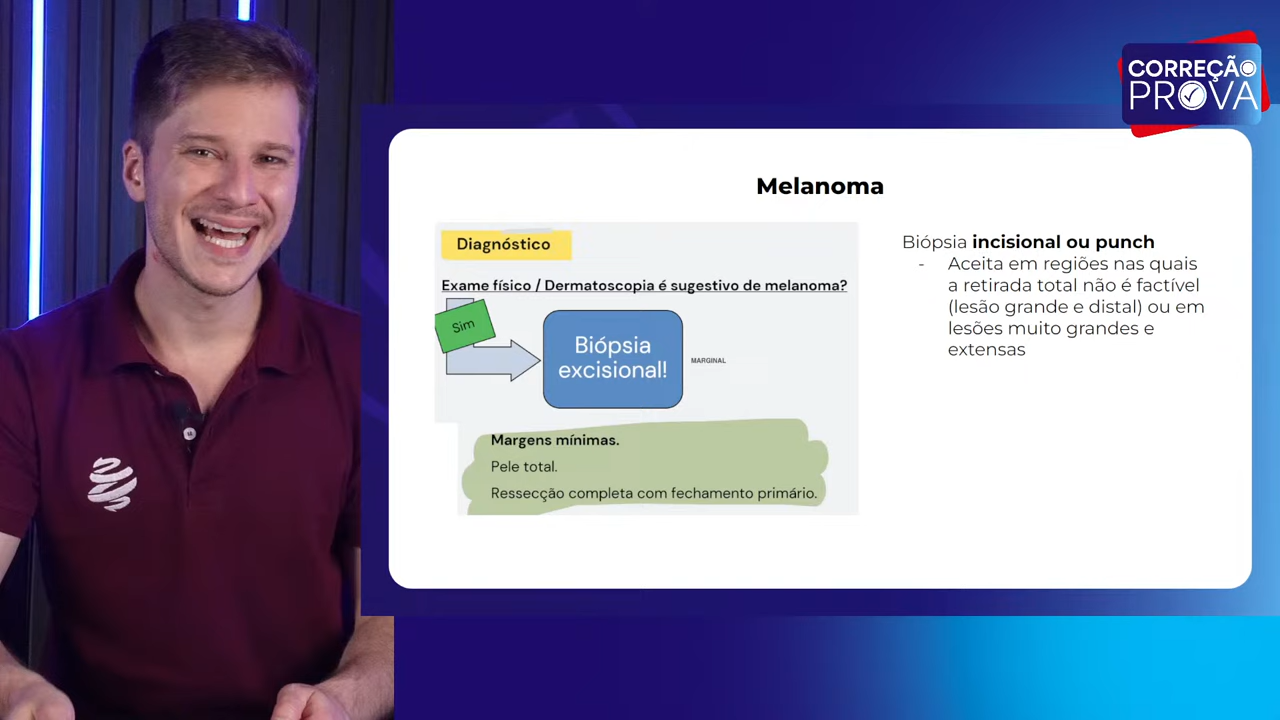 CORREÇÃO
PROVA
Melanoma
Diagnóstico
Exame físico / Dermatoscopia é sugestivo de melanoma?
Sim
Biópsia
excisional!
MARGINAL
Margens mínimas.
Pele total.
Ressecção completa com fechamento primário.
Biópsia incisional ou punch
- Aceita em regiões nas quais
a retirada total não é factível
(lesão grande e distal) ou em
lesões muito grandes e
extensas